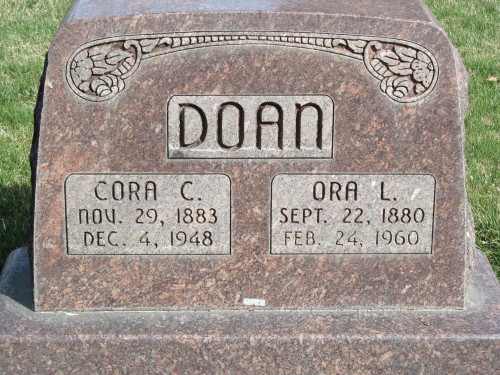 DOAN
CORA C.
NOV. 29, 1883
DEC. 4, 1948
ORA L.
SEPT. 22, 1880
FEB. 24, 1960